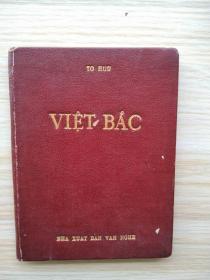 TO HUU
VIỆT-BẮC
NHA XUAT BAN VAN NGHE